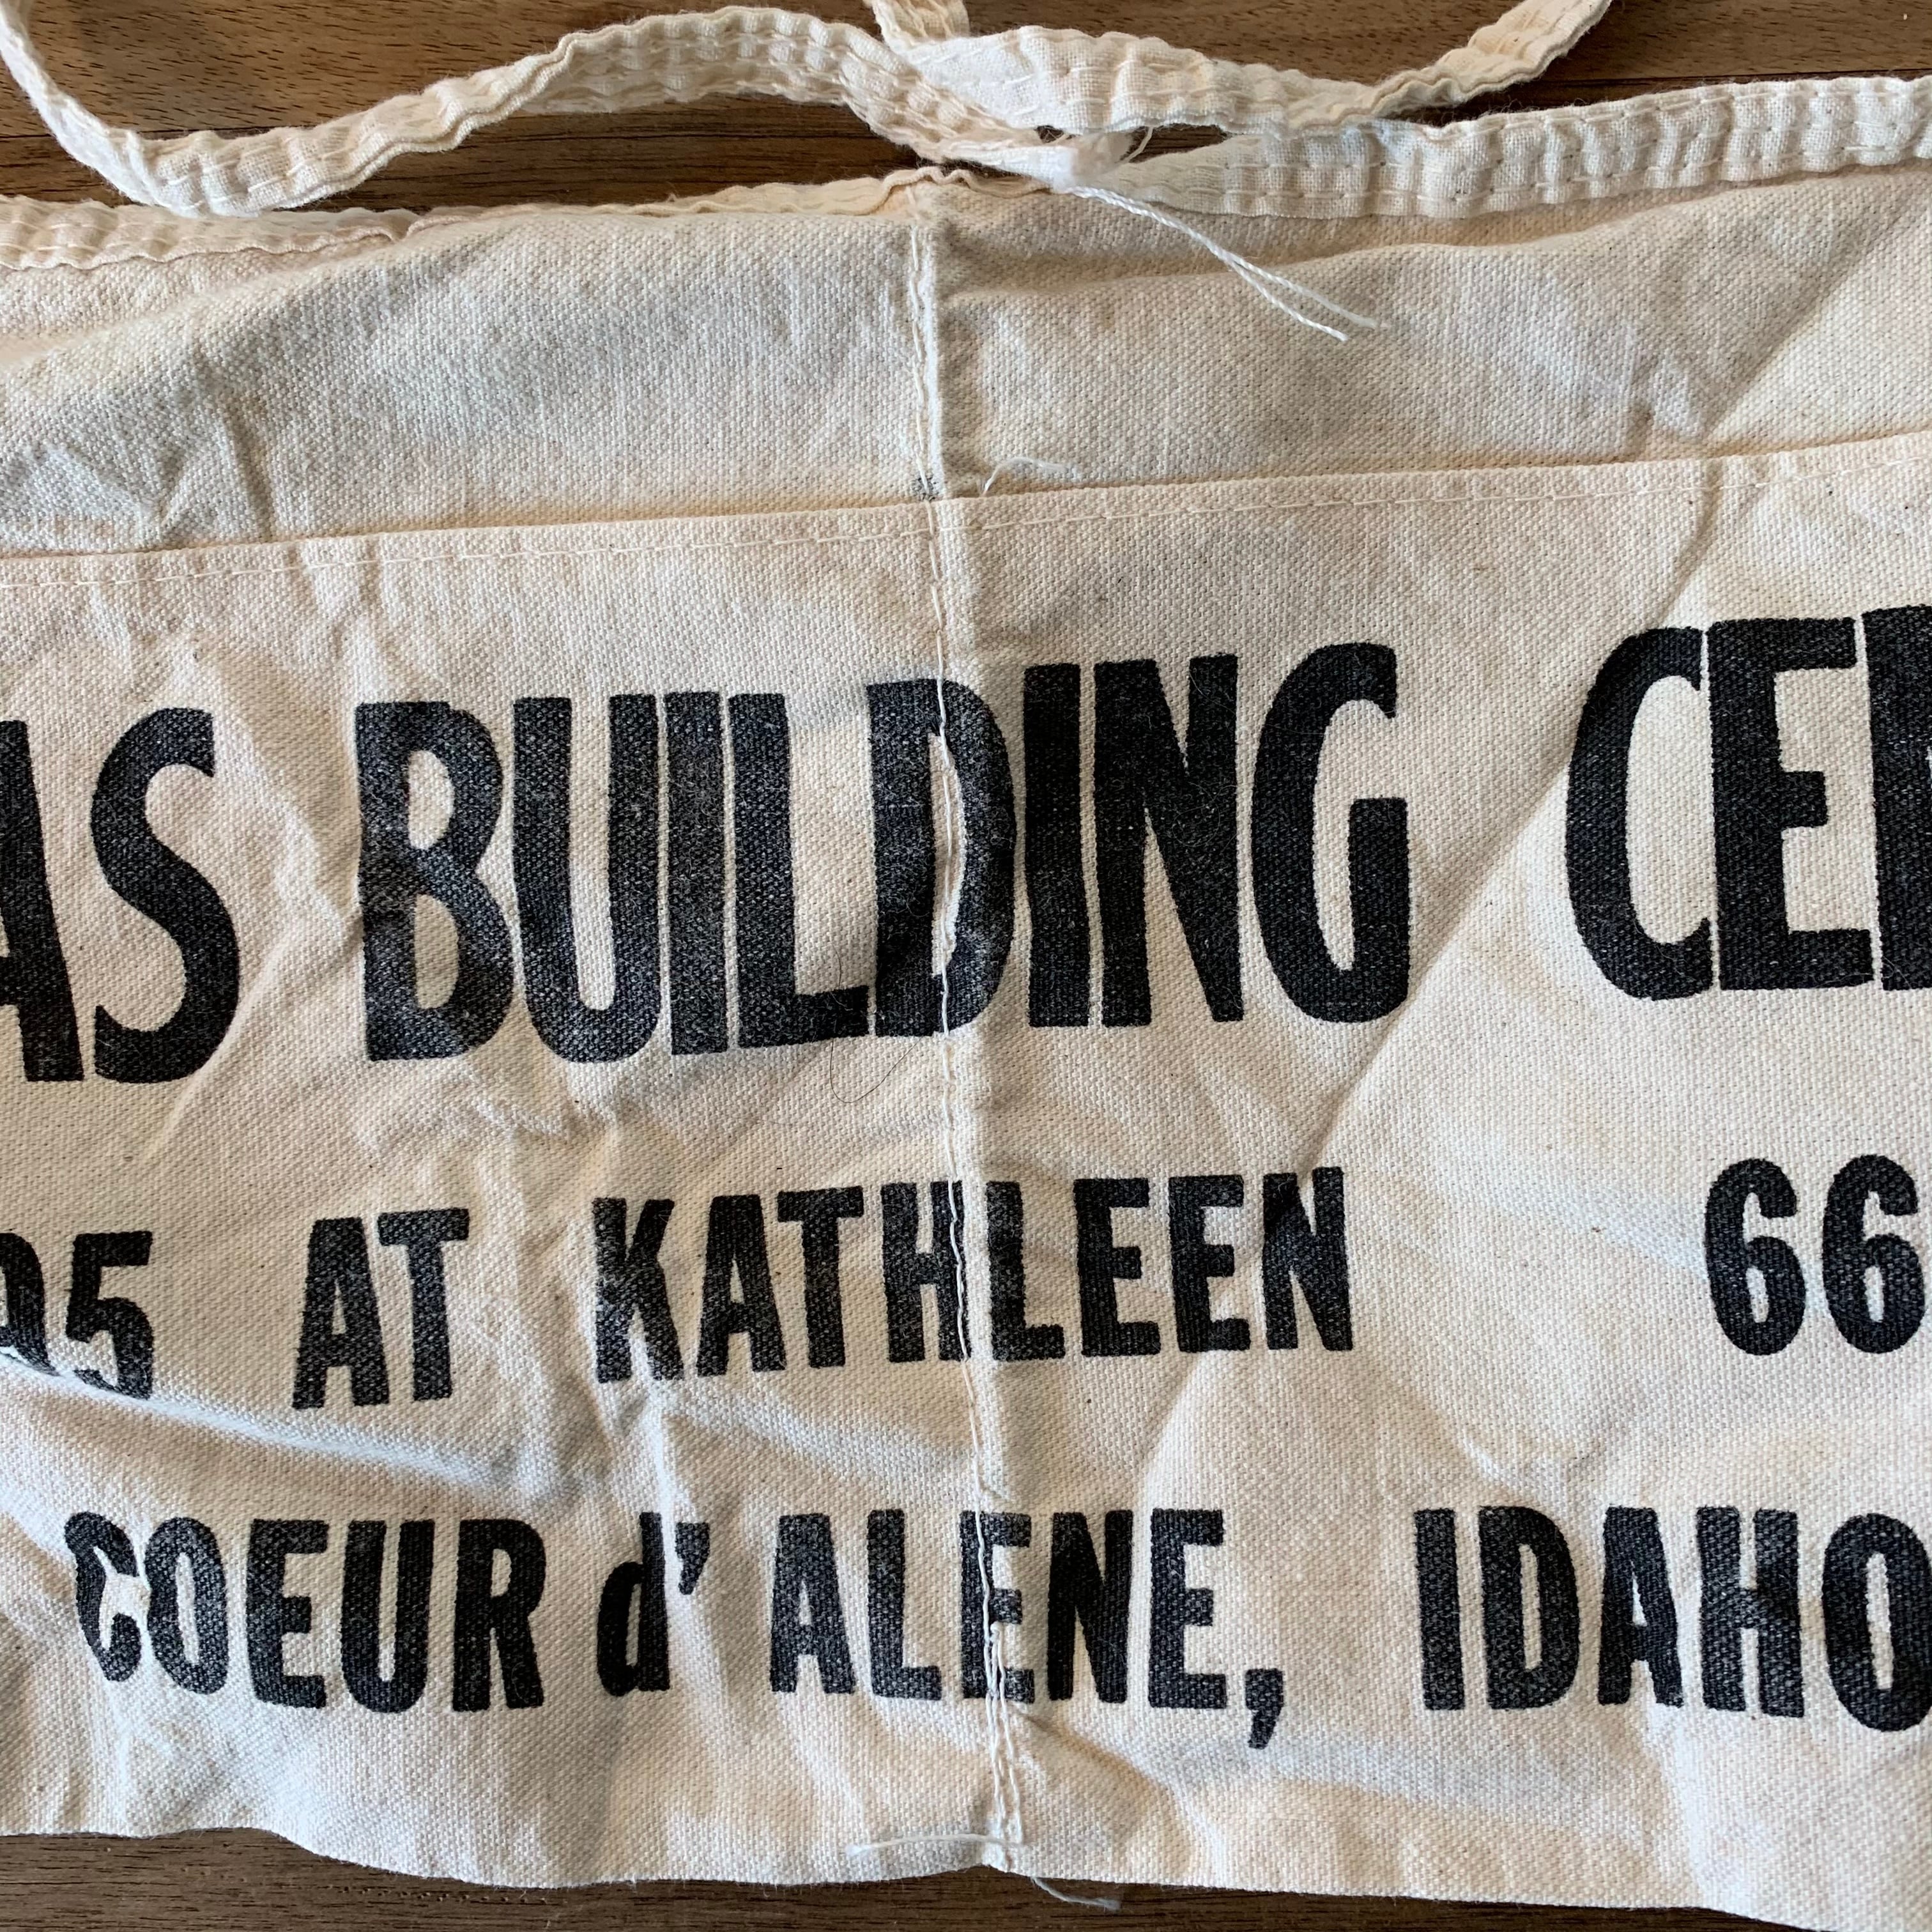 AS BUILDING CE
95 AT KATHLEEN 66
COEUR d' ALENE, IDAHO